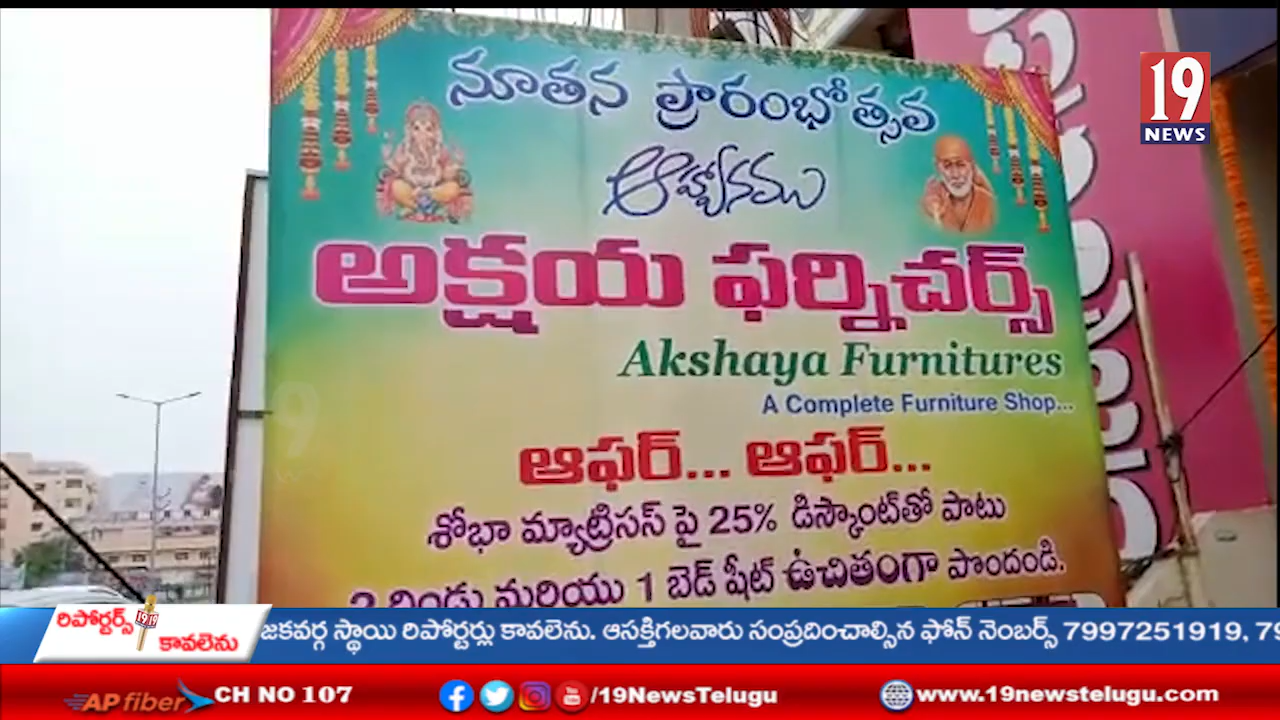 నూతన ప్రారంభోత్సవ
ఆహ్వానము
అక్షయ ఫర్నిచర్స్
Akshaya Furnitures
A Complete Furniture Shop...
ఆఫర్... ఆఫర్...
శోభా మ్యాట్రిసస్ పై 25% డిస్కౌంట్‌తో పాటు
2 దిండ్లు మరియు 1 బెడ్ షీట్ ఉచితంగా పొందండి.
19
NEWS
రిపోర్టర్స్
కావలెను
జకవర్గ స్థాయి రిపోర్టర్లు కావలెను. ఆసక్తిగలవారు సంప్రదించాల్సిన ఫోన్ నెంబర్స్ 7997251919, 79
AP fiber CH NO 107 /19NewsTelugu www.19newstelugu.com